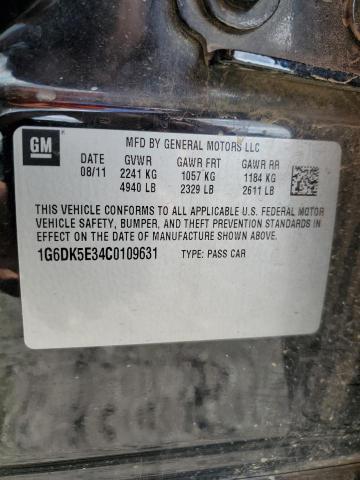 GM
MFD BY GENERAL MOTORS LLC
DATE GVWR GAWR FRT GAWR RR
08/11 2241 KG 1057 KG 1184 KG
4940 LB 2329 LB 2611 LB
THIS VEHICLE CONFORMS TO ALL APPLICABLE U.S. FEDERAL MOTOR
VEHICLE SAFETY, BUMPER, AND THEFT PREVENTION STANDARDS
IN EFFECT ON THE DATE OF MANUFACTURE SHOWN ABOVE.
1G6DK5E34C0109631 TYPE: PASS CAR